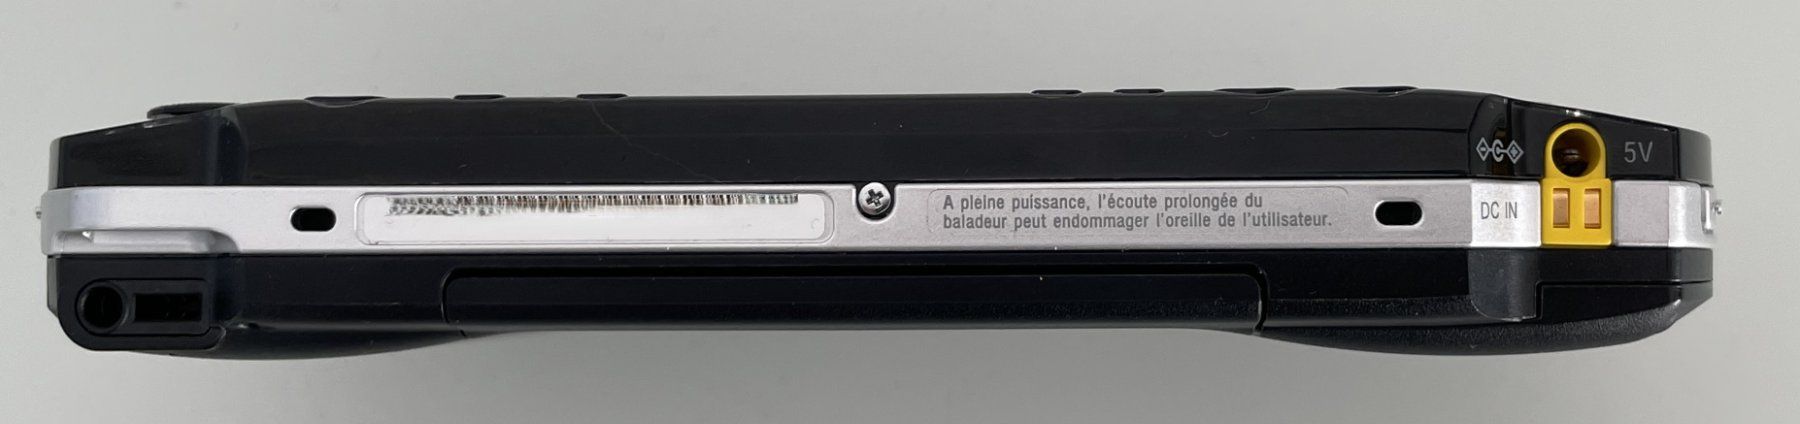 A pleine puissance, l'écoute prolongée du
baladeur peut endommager l'oreille de l'utilisateur.
DC IN
5V